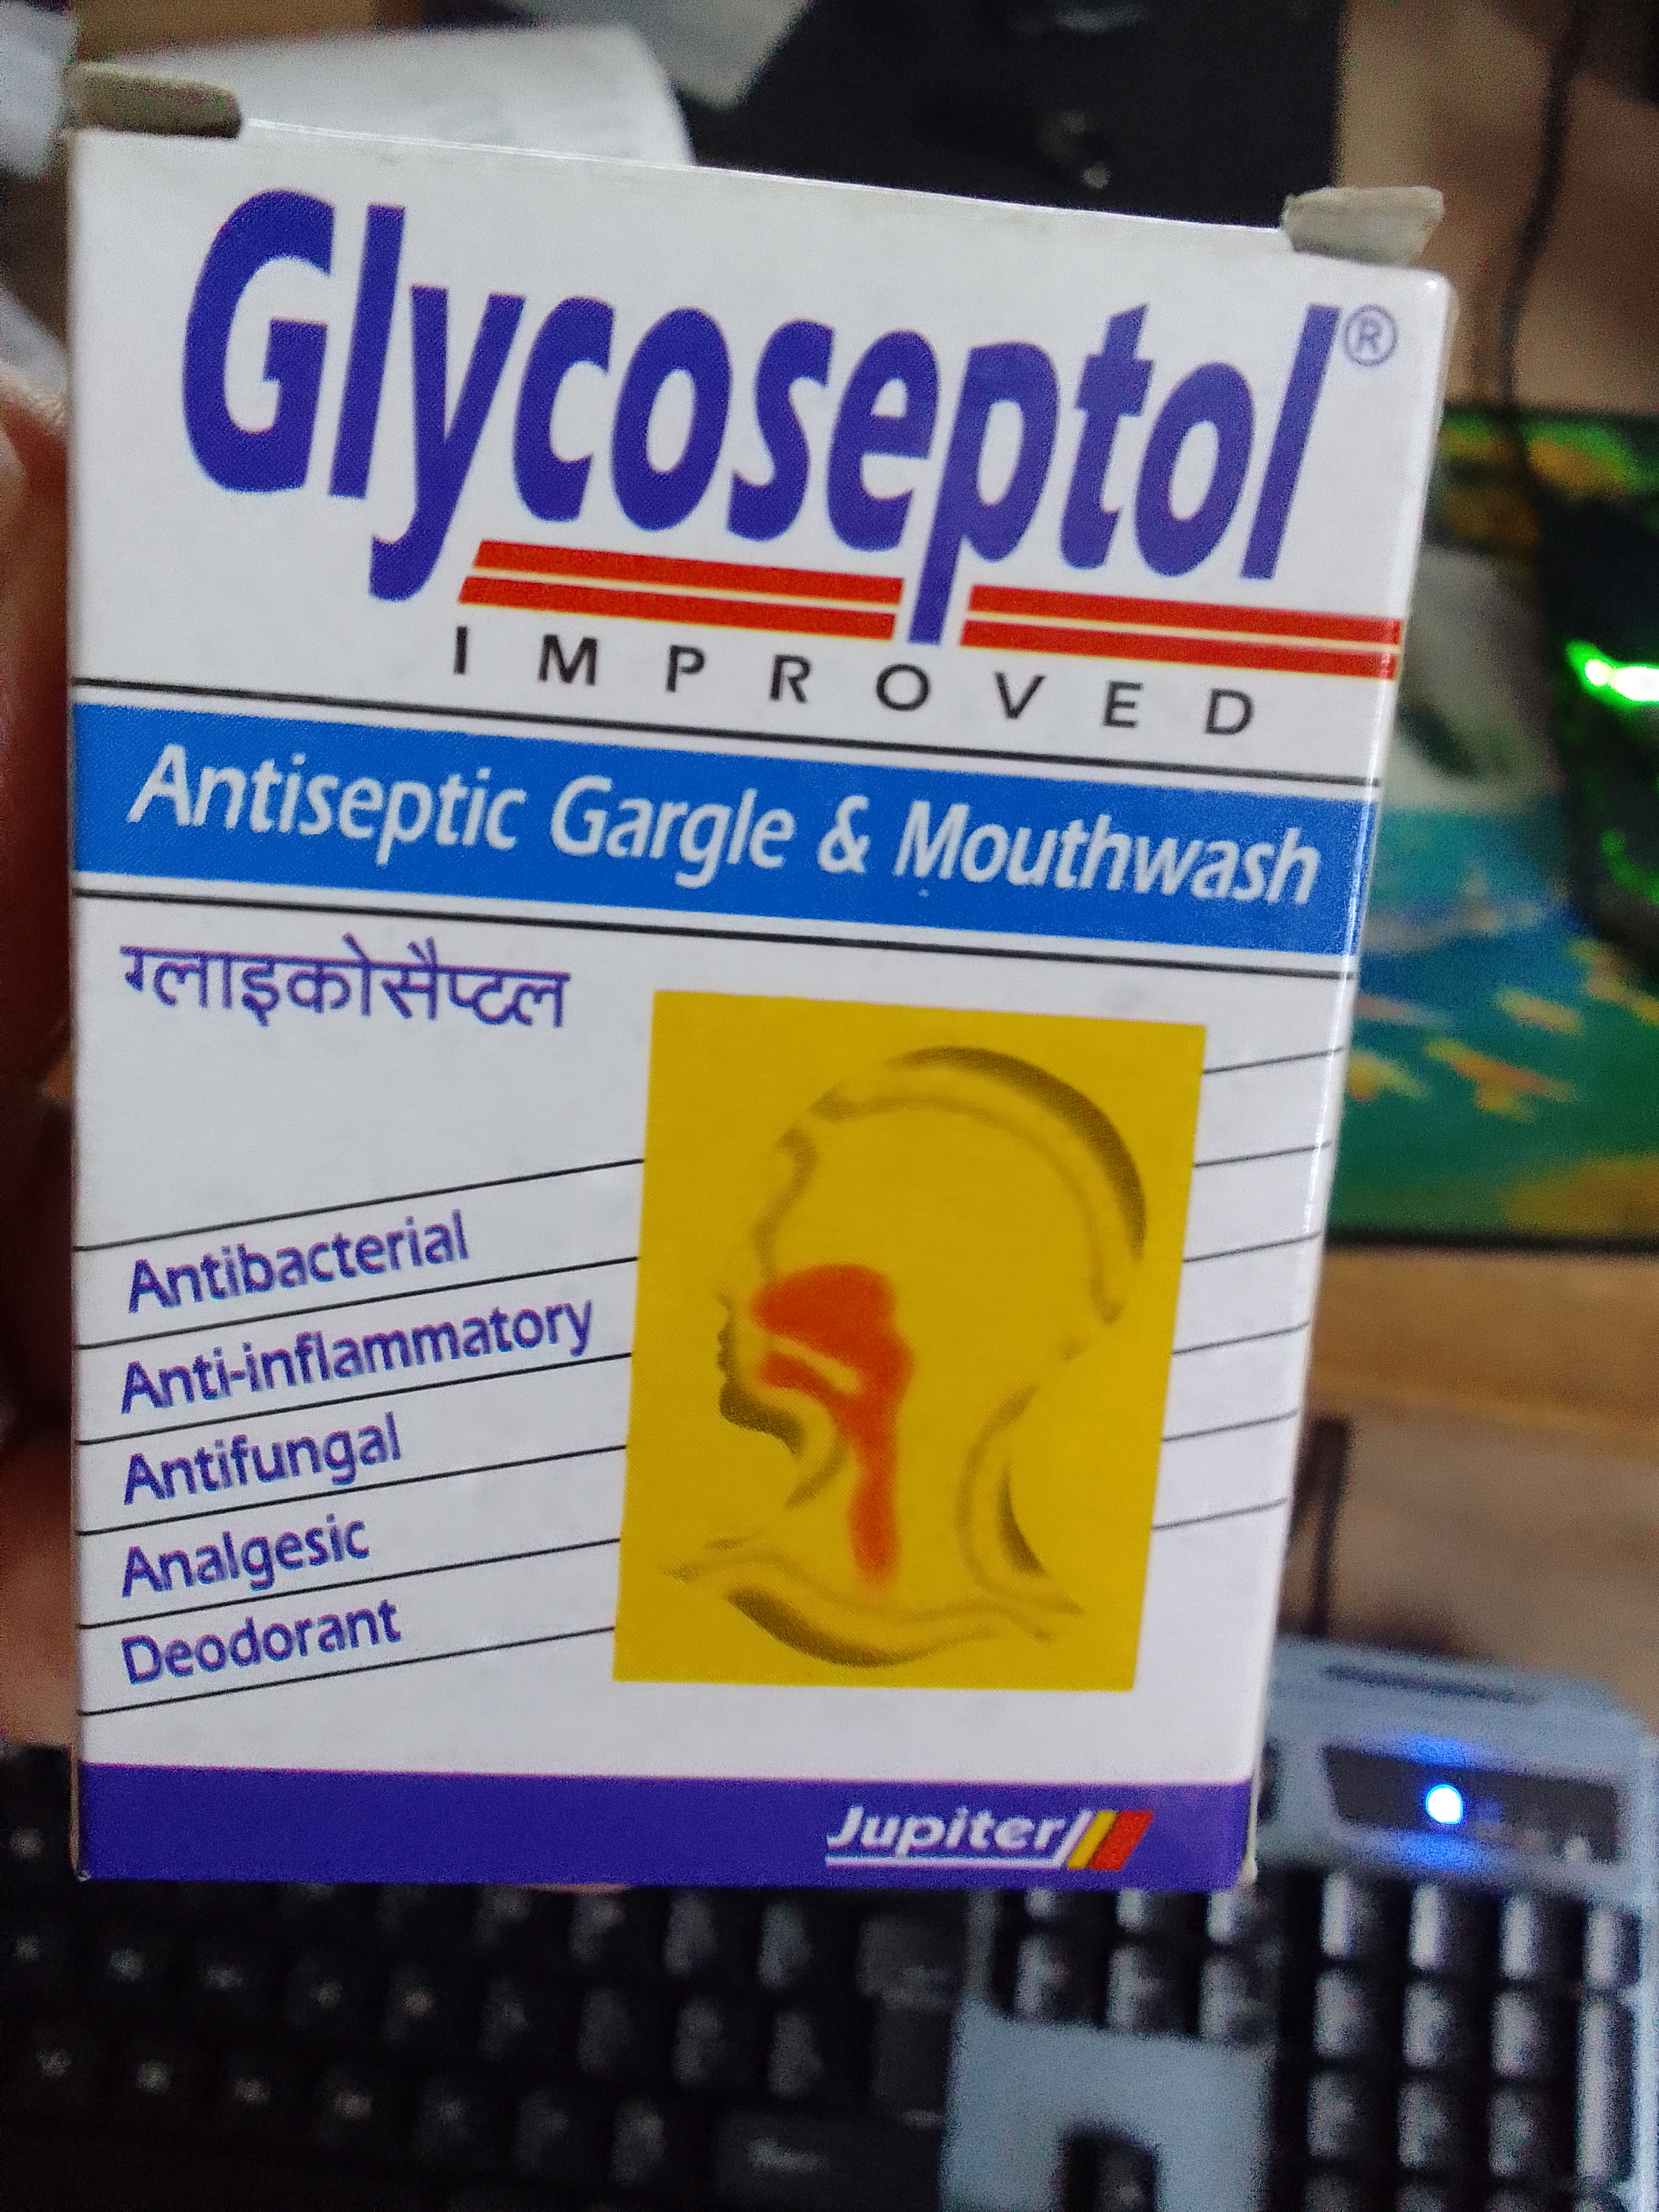 Glycoseptol®
IMPROVED
Antiseptic Gargle & Mouthwash
ग्लाइकोसैप्टल
Antibacterial
Anti-inflammatory
Antifungal
Analgesic
Deodorant
Jupiter